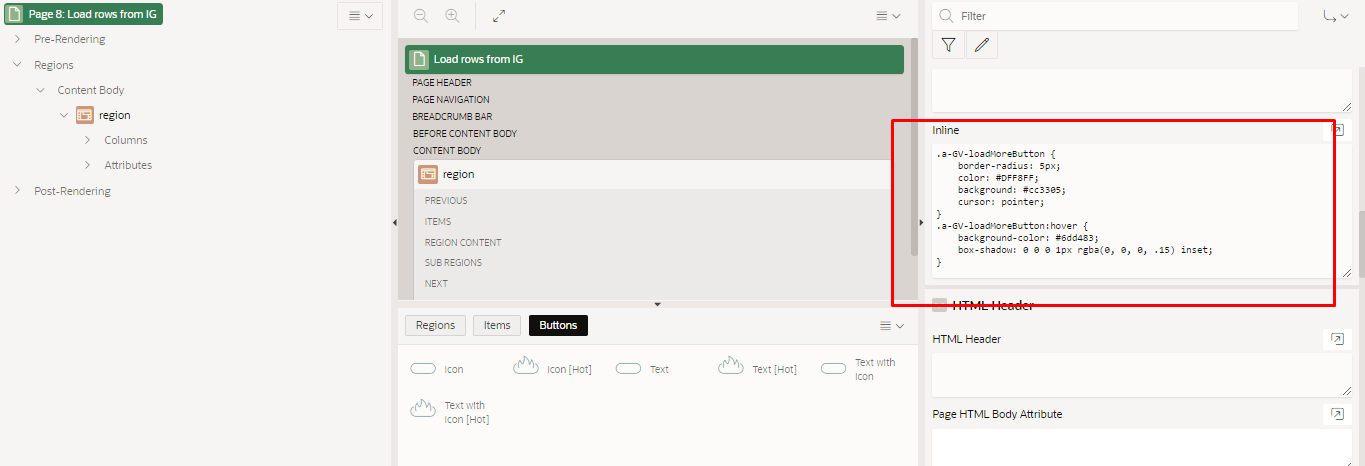 Page 8: Load rows from IG
Pre-Rendering
Regions
Content Body
region
Columns
Attributes
Post-Rendering
Load rows from IG
PAGE HEADER
PAGE NAVIGATION
BREADCRUMB BAR
BEFORE CONTENT BODY
CONTENT BODY
region
PREVIOUS
ITEMS
REGION CONTENT
SUB REGIONS
NEXT
Regions Items Buttons
Icon Icon [Hot] Text Text [Hot] Text with
Icon
Text with
Icon [Hot]
Filter
Inline
.a-GV-loadMoreButton {
border-radius: 5px;
color: #DFF8FF;
background: #cc3305;
cursor: pointer;
}
.a-GV-loadMoreButton:hover {
background-color: #6dd483;
box-shadow: 0 0 0 1px rgba(0, 0, 0, .15) inset;
}
HTML Header
HTML Header
Page HTML Body Attribute